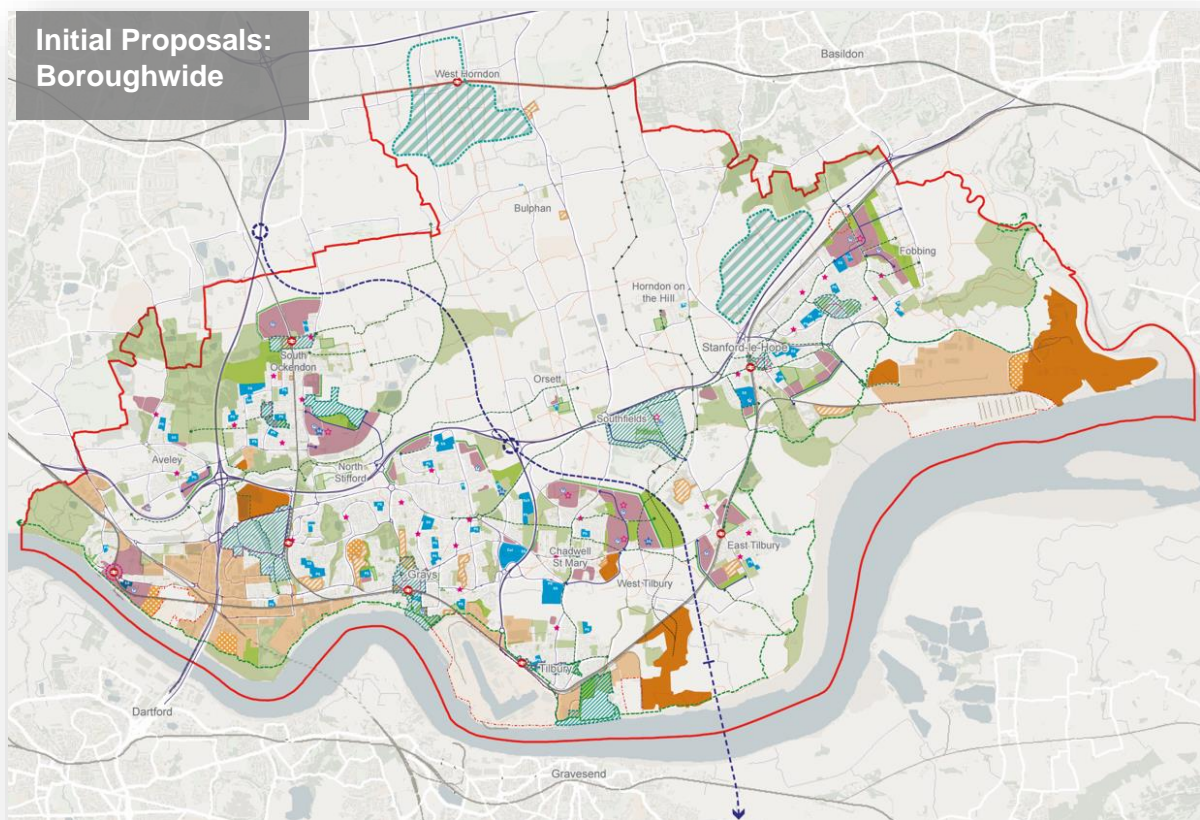 Initial Proposals:
Boroughwide
Basildon
West Horndon
Bulphan
Fobbing
Horndon on
the Hill
Stanford-le-Hope
South
Ockendon
Orsett
Southfields
Aveley
North
Stifford
East Tilbury
Chadwell
St Mary
Grays
West Tilbury
Tilbury
Dartford
Gravesend